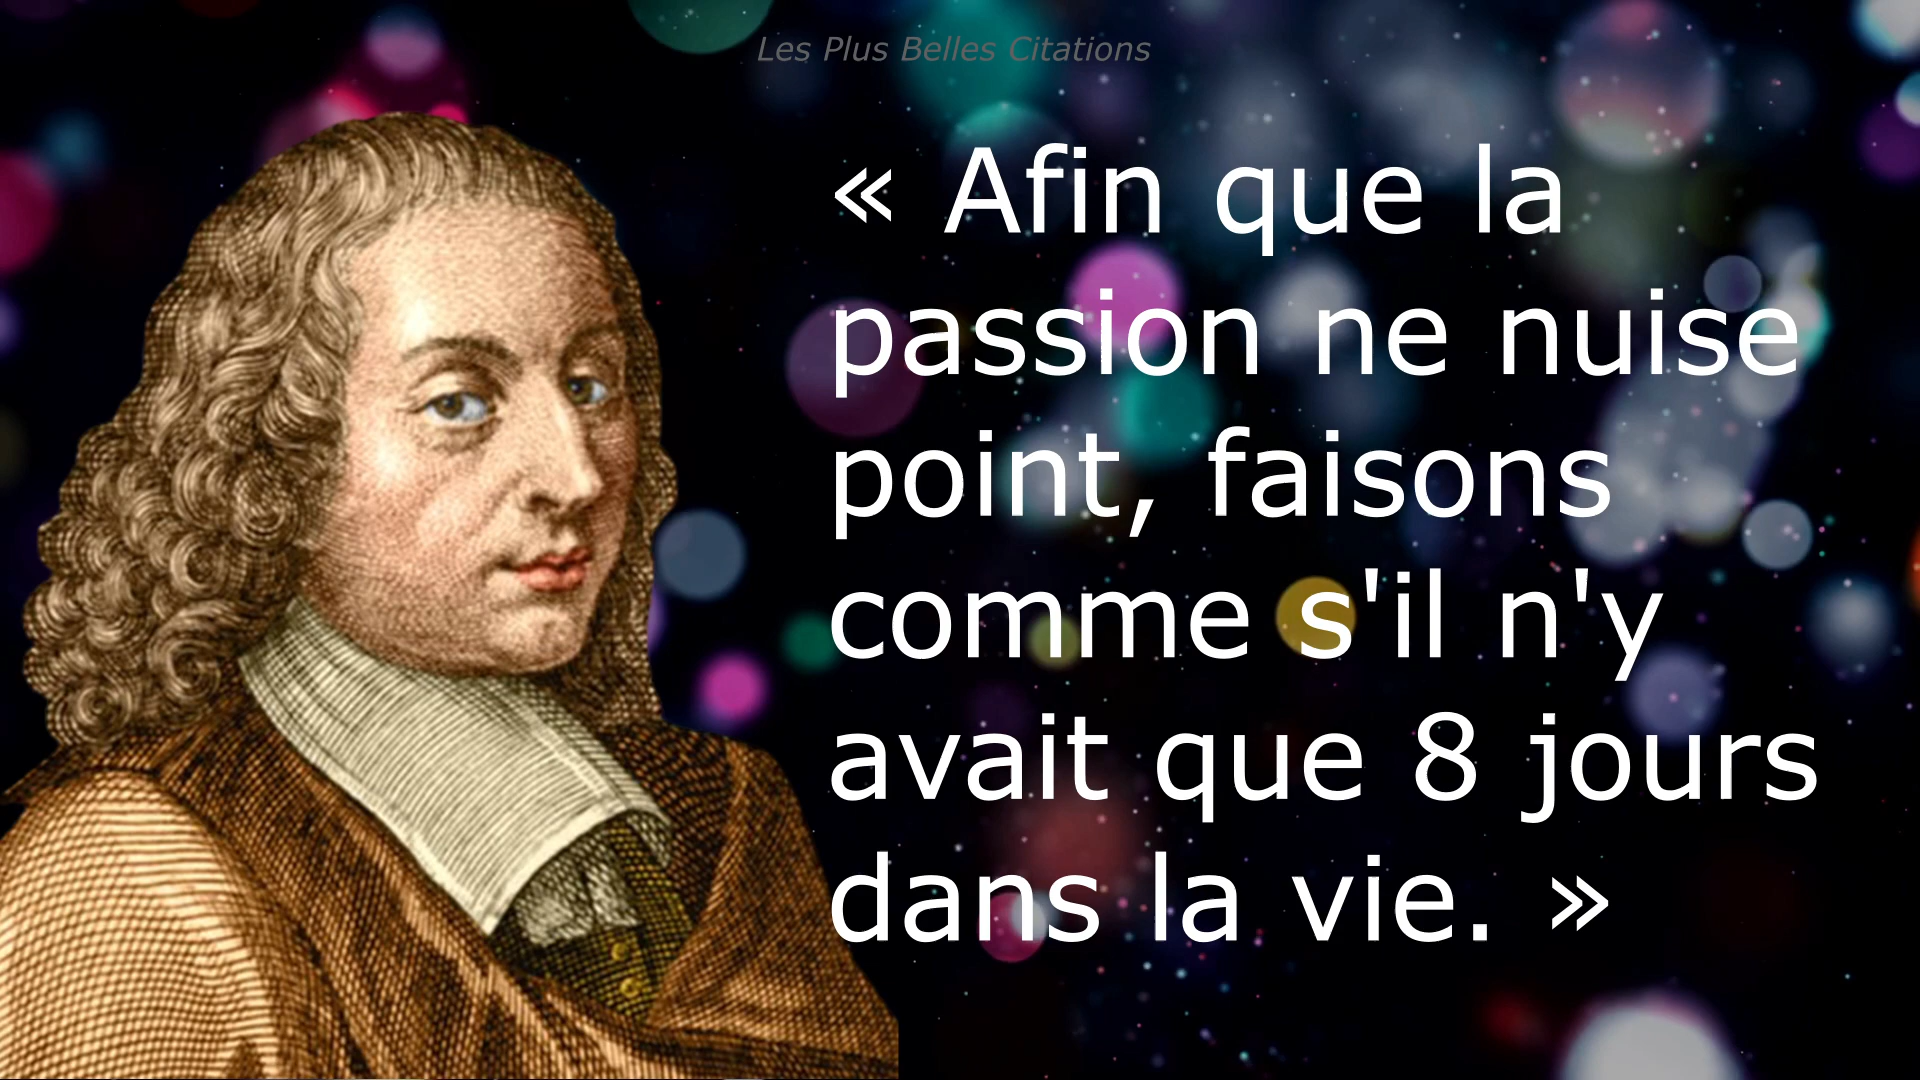 Les Plus Belles Citations
« Afin que la
passion ne nuise
point, faisons
comme s'il n'y
avait que 8 jours
dans la vie. »